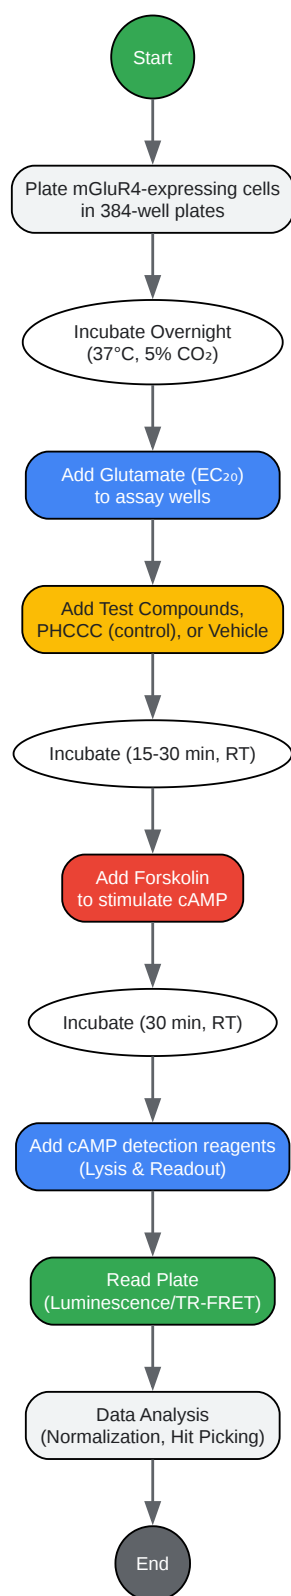 Start
Plate mGluR4-expressing cells
in 384-well plates
Incubate Overnight
(37°C, 5% CO₂)
Add Glutamate (EC₂₀)
to assay wells
Add Test Compounds,
PHCCC (control), or Vehicle
Incubate (15-30 min, RT)
Add Forskolin
to stimulate cAMP
Incubate (30 min, RT)
Add cAMP detection reagents
(Lysis & Readout)
Read Plate
(Luminescence/TR-FRET)
Data Analysis
(Normalization, Hit Picking)
End